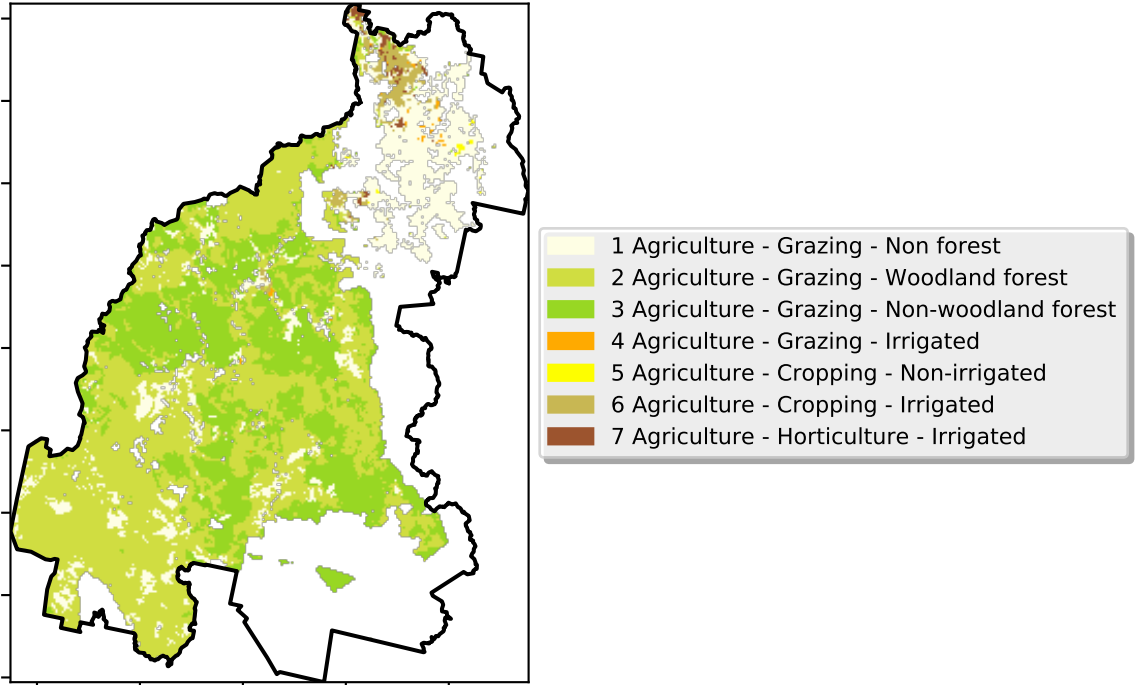 1 Agriculture - Grazing - Non forest
2 Agriculture - Grazing - Woodland forest
3 Agriculture - Grazing - Non-woodland forest
4 Agriculture - Grazing - Irrigated
5 Agriculture - Cropping - Non-irrigated
6 Agriculture - Cropping - Irrigated
7 Agriculture - Horticulture - Irrigated